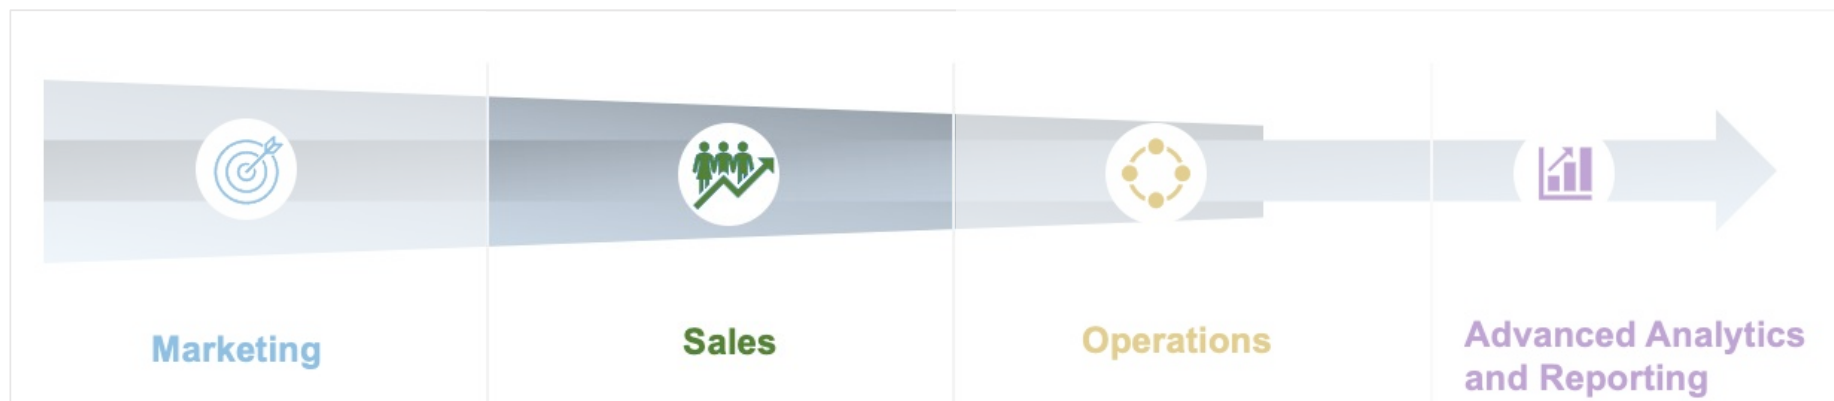 Marketing
Sales
Operations
Advanced Analytics
and Reporting